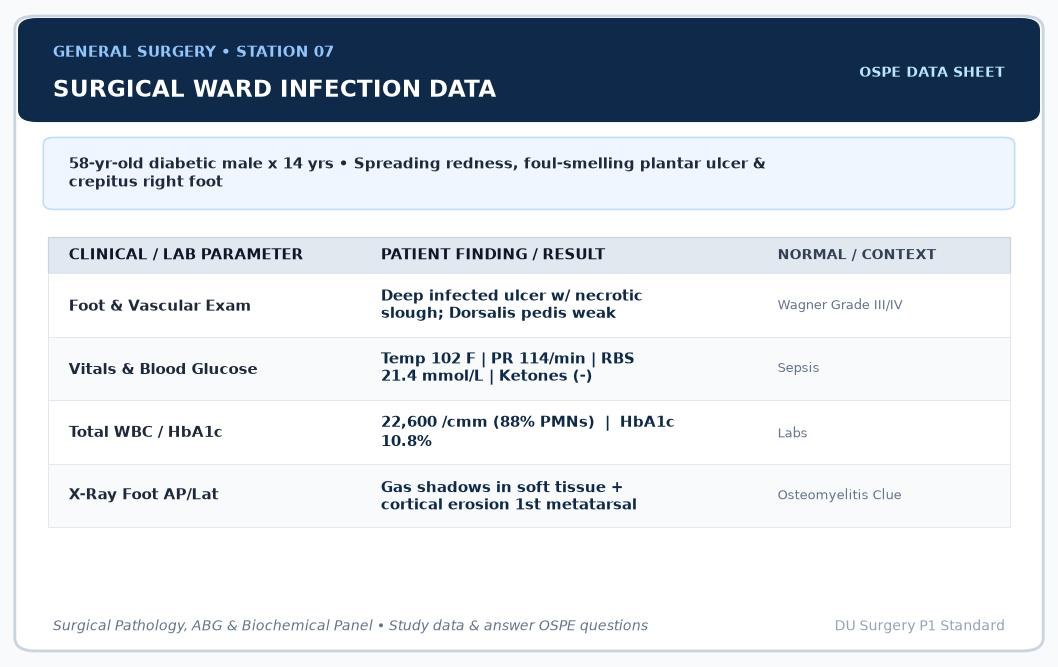 GENERAL SURGERY • STATION 07
SURGICAL WARD INFECTION DATA
OSPE DATA SHEET
58-yr-old diabetic male x 14 yrs • Spreading redness, foul-smelling plantar ulcer &
crepitus right foot
CLINICAL / LAB PARAMETER PATIENT FINDING / RESULT NORMAL / CONTEXT
Foot & Vascular Exam
Deep infected ulcer w/ necrotic
slough; Dorsalis pedis weak
Wagner Grade III/IV
Vitals & Blood Glucose
Temp 102 F | PR 114/min | RBS
21.4 mmol/L | Ketones (-)
Sepsis
Total WBC / HbA1c
22,600 /cmm (88% PMNs) | HbA1c
10.8%
Labs
X-Ray Foot AP/Lat
Gas shadows in soft tissue +
cortical erosion 1st metatarsal
Osteomyelitis Clue
Surgical Pathology, ABG & Biochemical Panel • Study data & answer OSPE questions
DU Surgery P1 Standard